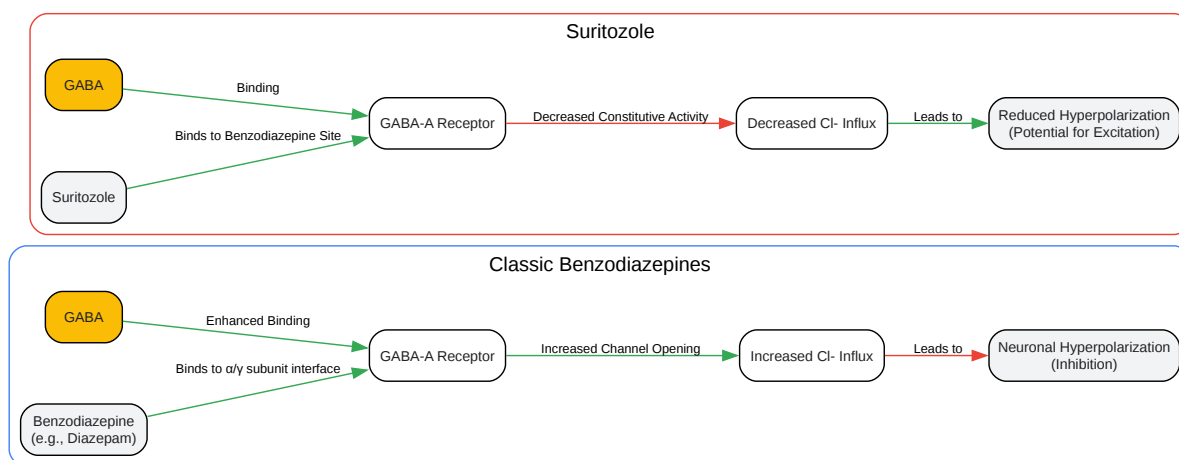 Suritozole
GABA
Binding
Binds to Benzodiazepine Site
Suritozole
GABA-A Receptor
Decreased Constitutive Activity
Decreased Cl- Influx
Leads to
Reduced Hyperpolarization
(Potential for Excitation)
Classic Benzodiazepines
GABA
Enhanced Binding
Binds to α/γ subunit interface
Benzodiazepine
(e.g., Diazepam)
GABA-A Receptor
Increased Channel Opening
Increased Cl- Influx
Leads to
Neuronal Hyperpolarization
(Inhibition)